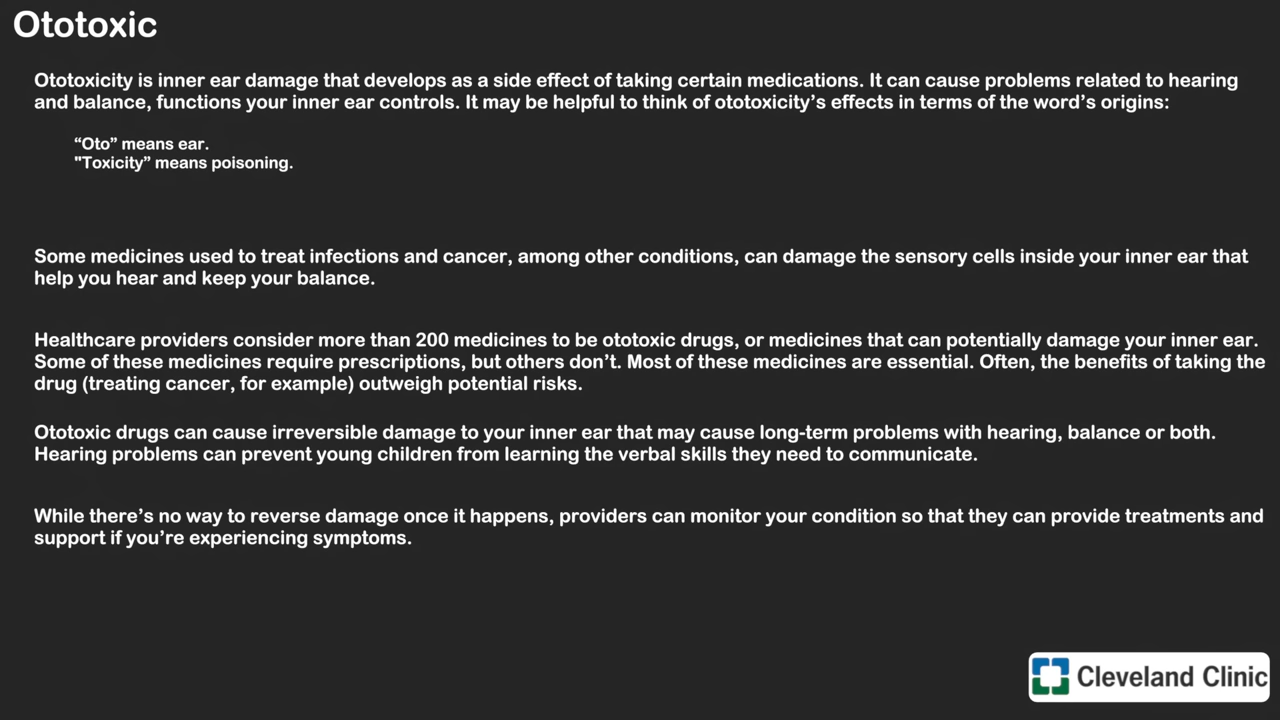 Ototoxic
Ototoxicity is inner ear damage that develops as a side effect of taking certain medications. It can cause problems related to hearing
and balance, functions your inner ear controls. It may be helpful to think of ototoxicity’s effects in terms of the word’s origins:
“Oto” means ear.
"Toxicity” means poisoning.
Some medicines used to treat infections and cancer, among other conditions, can damage the sensory cells inside your inner ear that
help you hear and keep your balance.
Healthcare providers consider more than 200 medicines to be ototoxic drugs, or medicines that can potentially damage your inner ear.
Some of these medicines require prescriptions, but others don’t. Most of these medicines are essential. Often, the benefits of taking the
drug (treating cancer, for example) outweigh potential risks.
Ototoxic drugs can cause irreversible damage to your inner ear that may cause long-term problems with hearing, balance or both.
Hearing problems can prevent young children from learning the verbal skills they need to communicate.
While there’s no way to reverse damage once it happens, providers can monitor your condition so that they can provide treatments and
support if you’re experiencing symptoms.
Cleveland Clinic